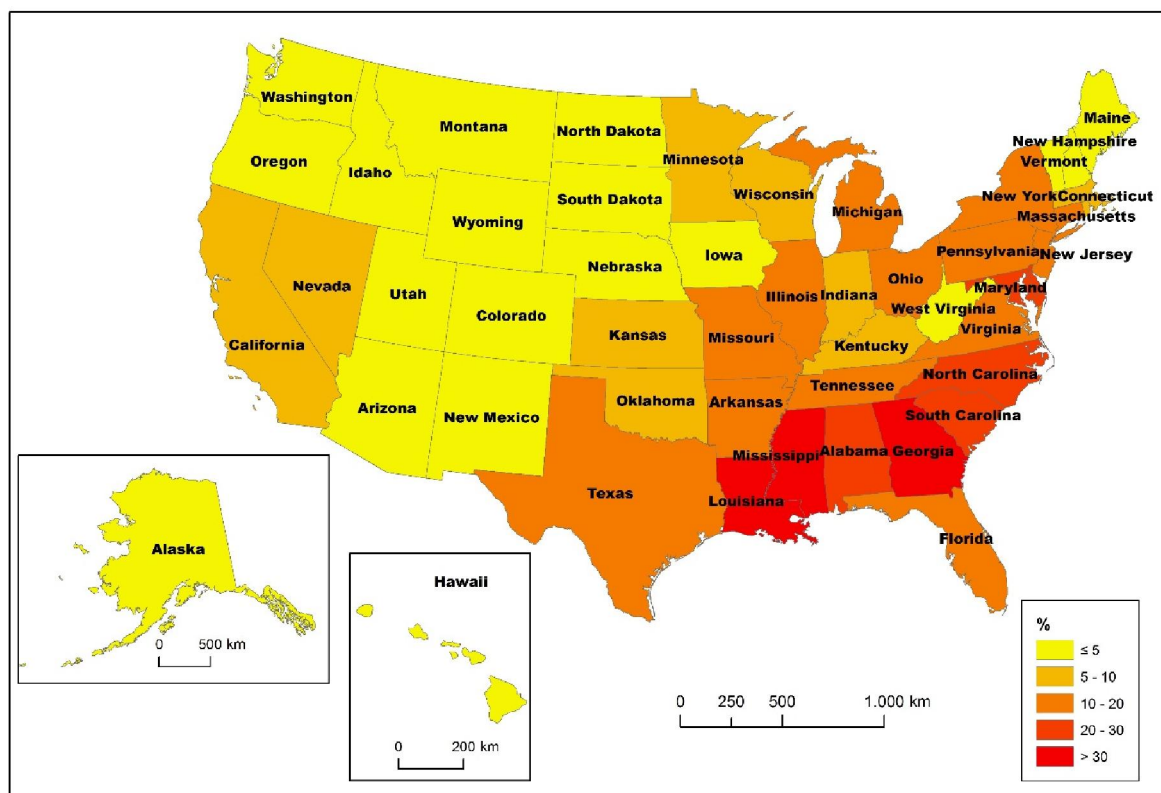 Washington
Montana
North Dakota
Minnesota
Maine
New Hampshire
Vermont
Oregon
Idaho
South Dakota
Wisconsin
New York
Connecticut
Massachusetts
Wyoming
Michigan
Nebraska
Iowa
Pennsylvania
New Jersey
Nevada
Utah
Colorado
Illinois
Indiana
Ohio
Maryland
West Virginia
Virginia
California
Kansas
Missouri
Kentucky
Arizona
New Mexico
Oklahoma
Arkansas
Tennessee
North Carolina
South Carolina
Texas
Louisiana
Mississippi
Alabama
Georgia
Florida
Alaska
0 500 km
Hawaii
0 200 km
0 250 500 1.000 km
%
≤ 5
5 - 10
10 - 20
20 - 30
> 30